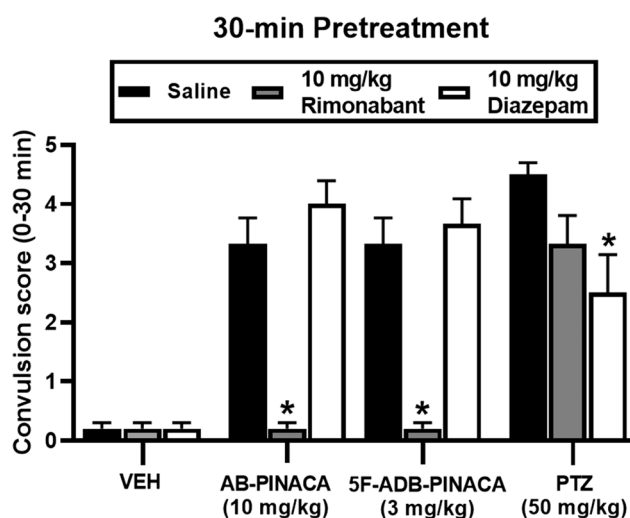 30-min Pretreatment
Saline
10 mg/kg
Rimonabant
10 mg/kg
Diazepam
Convulsion score (0-30 min)
5
4
3
2
1
0
*
*
*
VEH
AB-PINACA
(10 mg/kg)
5F-ADB-PINACA
(3 mg/kg)
PTZ
(50 mg/kg)